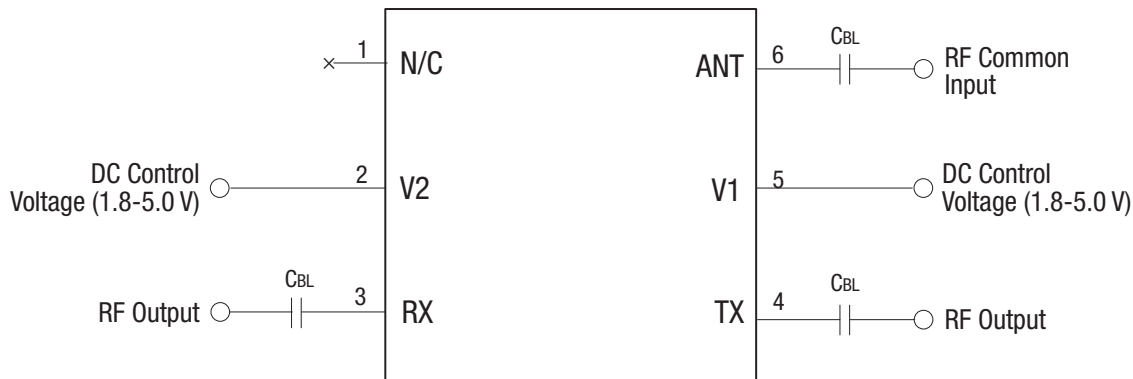 1
N/C
DC Control
Voltage (1.8-5.0 V)
2
V2
RF Output
CBL
3
RX
ANT
6
CBL
RF Common
Input
V1
5
DC Control
Voltage (1.8-5.0 V)
TX
4
CBL
RF Output